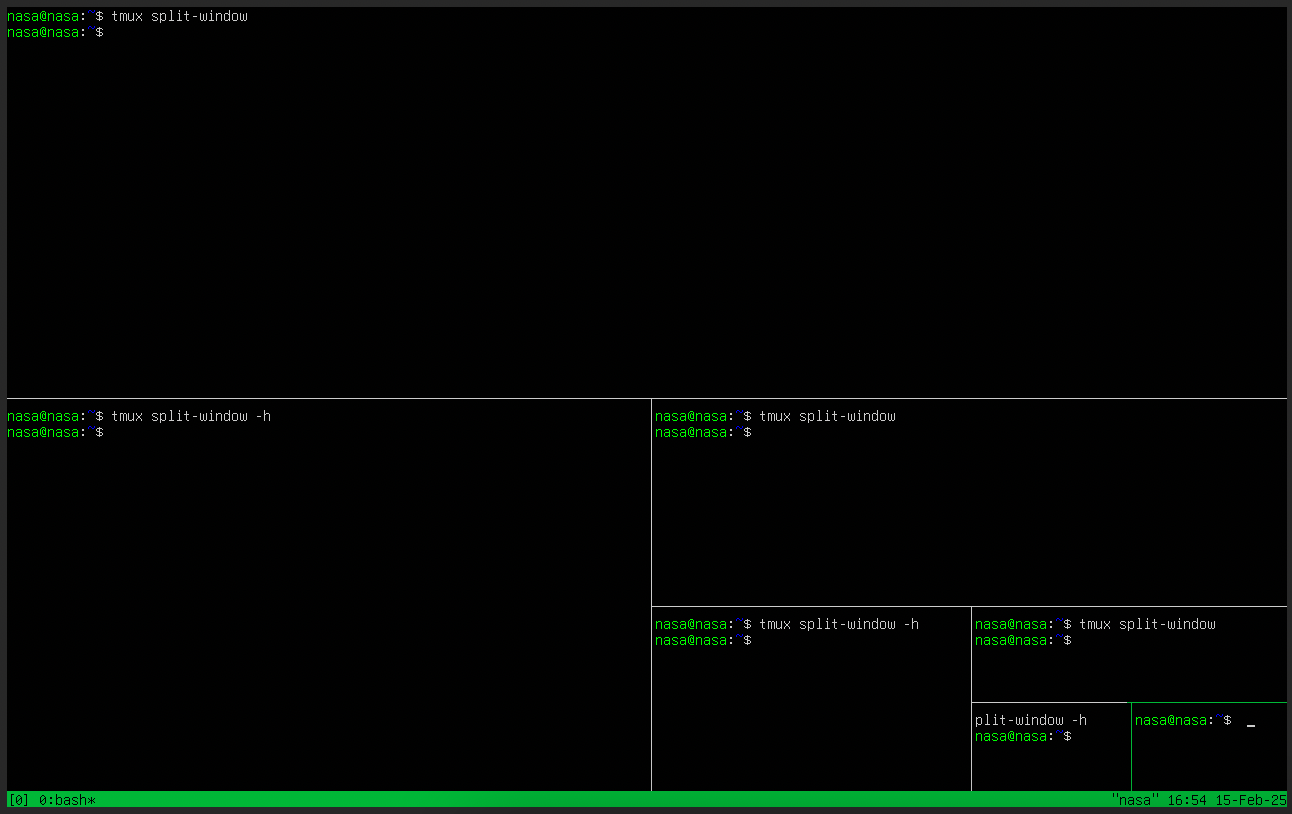 nasa@nasa:~$ tmux split-window
nasa@nasa:~$
nasa@nasa:~$ tmux split-window -h
nasa@nasa:~$
nasa@nasa:~$ tmux split-window
nasa@nasa:~$
nasa@nasa:~$ tmux split-window -h
nasa@nasa:~$
nasa@nasa:~$ tmux split-window
nasa@nasa:~$
plit-window -h
nasa@nasa:~$
nasa@nasa:~$ _
[0] 0:bash* "nasa" 16:54 15-Feb-25